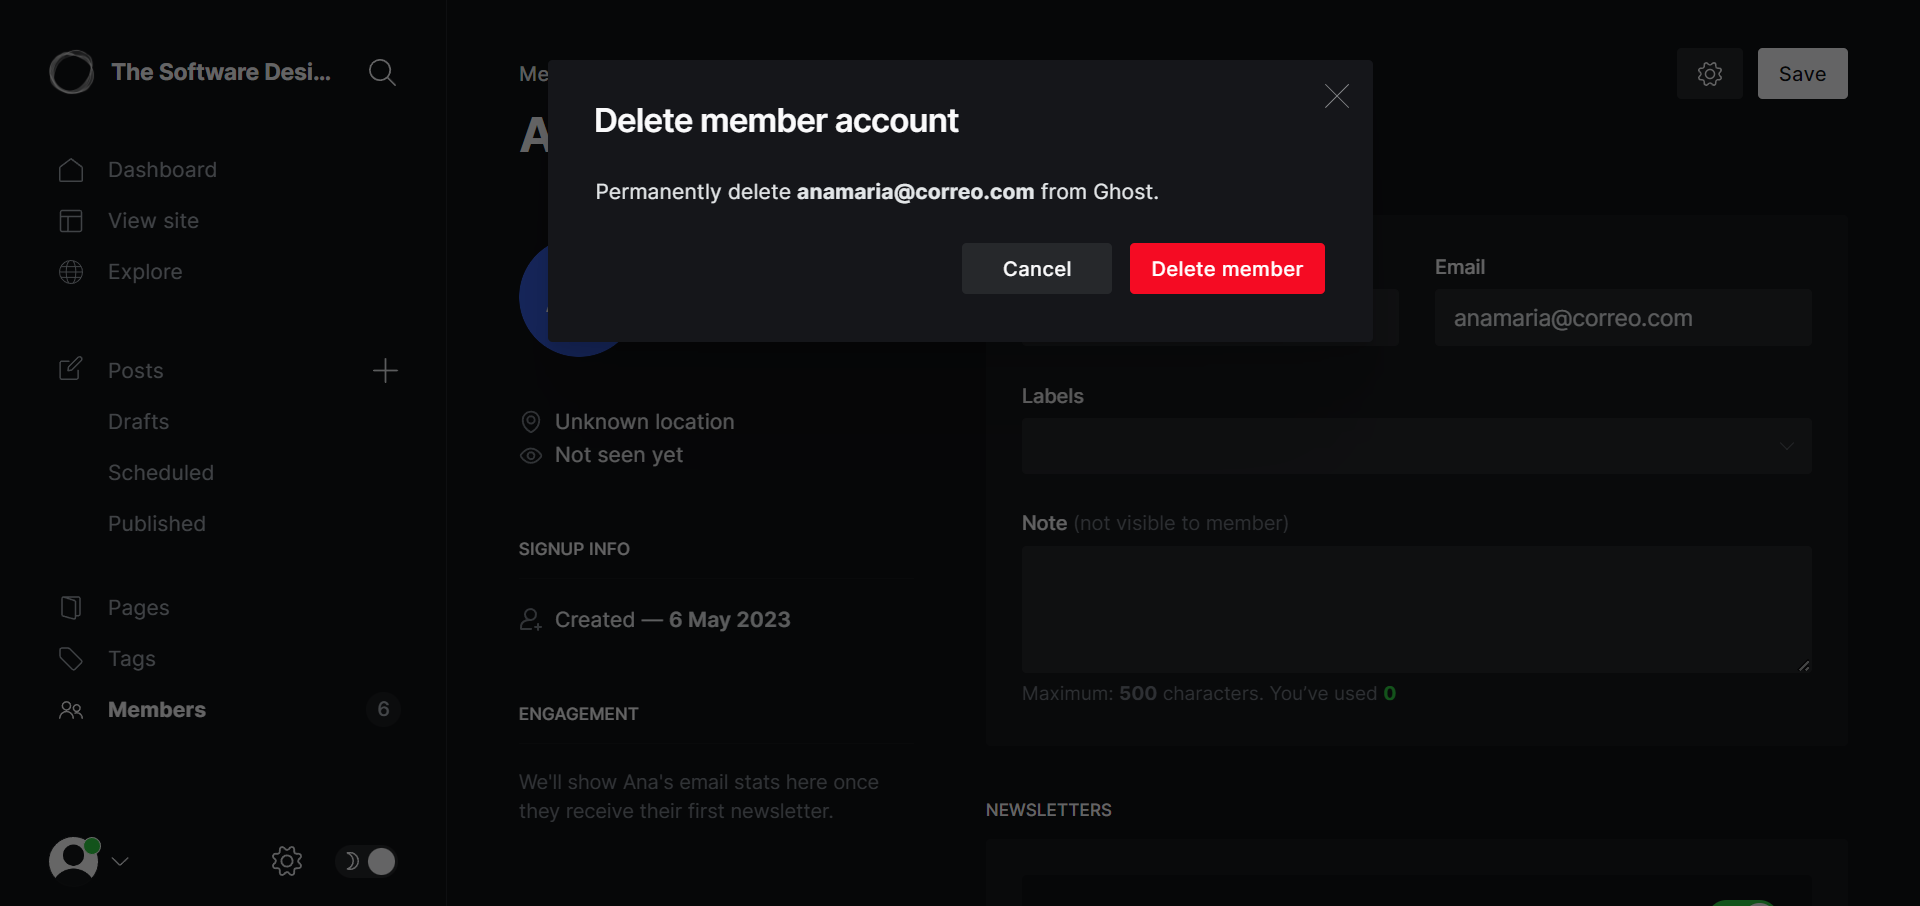 The Software Desi...
Dashboard
View site
Explore
Posts
Drafts
Scheduled
Published
Pages
Tags
Members
6
Me
A
Save
Delete member account
Permanently delete anamaria@correo.com from Ghost.
Cancel
Delete member
Unknown location
Not seen yet
SIGNUP INFO
Created — 6 May 2023
ENGAGEMENT
We'll show Ana's email stats here once
they receive their first newsletter.
Email
anamaria@correo.com
Labels
Note (not visible to member)
Maximum: 500 characters. You've used 0
NEWSLETTERS